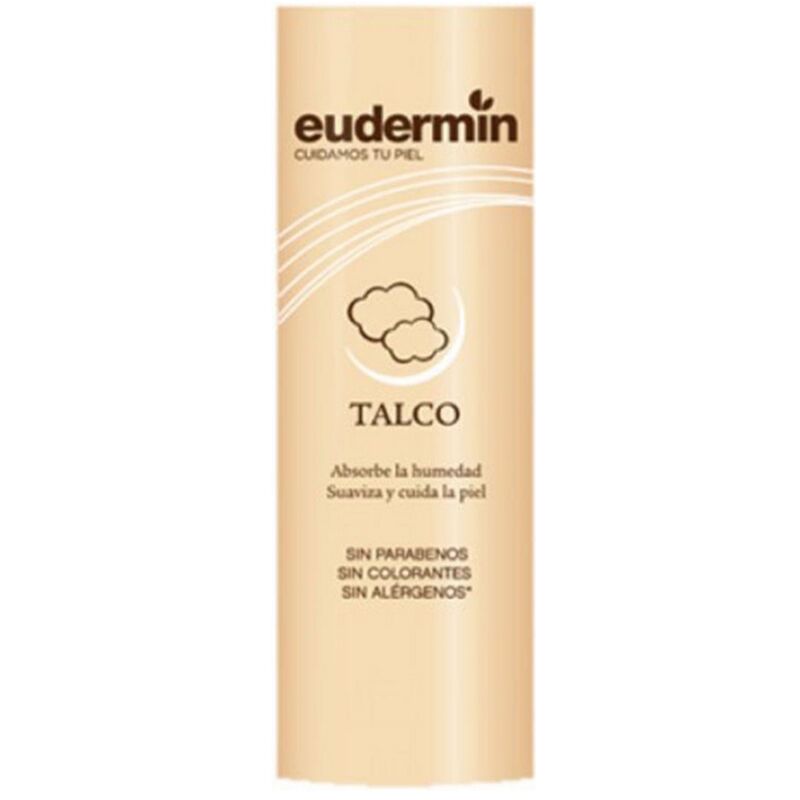 eudermin
CUIDAMOS TU PIEL
TALCO
Absorbe la humedad
Suaviza y cuida la piel
SIN PARABENOS
SIN COLORANTES
SIN ALÉRGENOS*